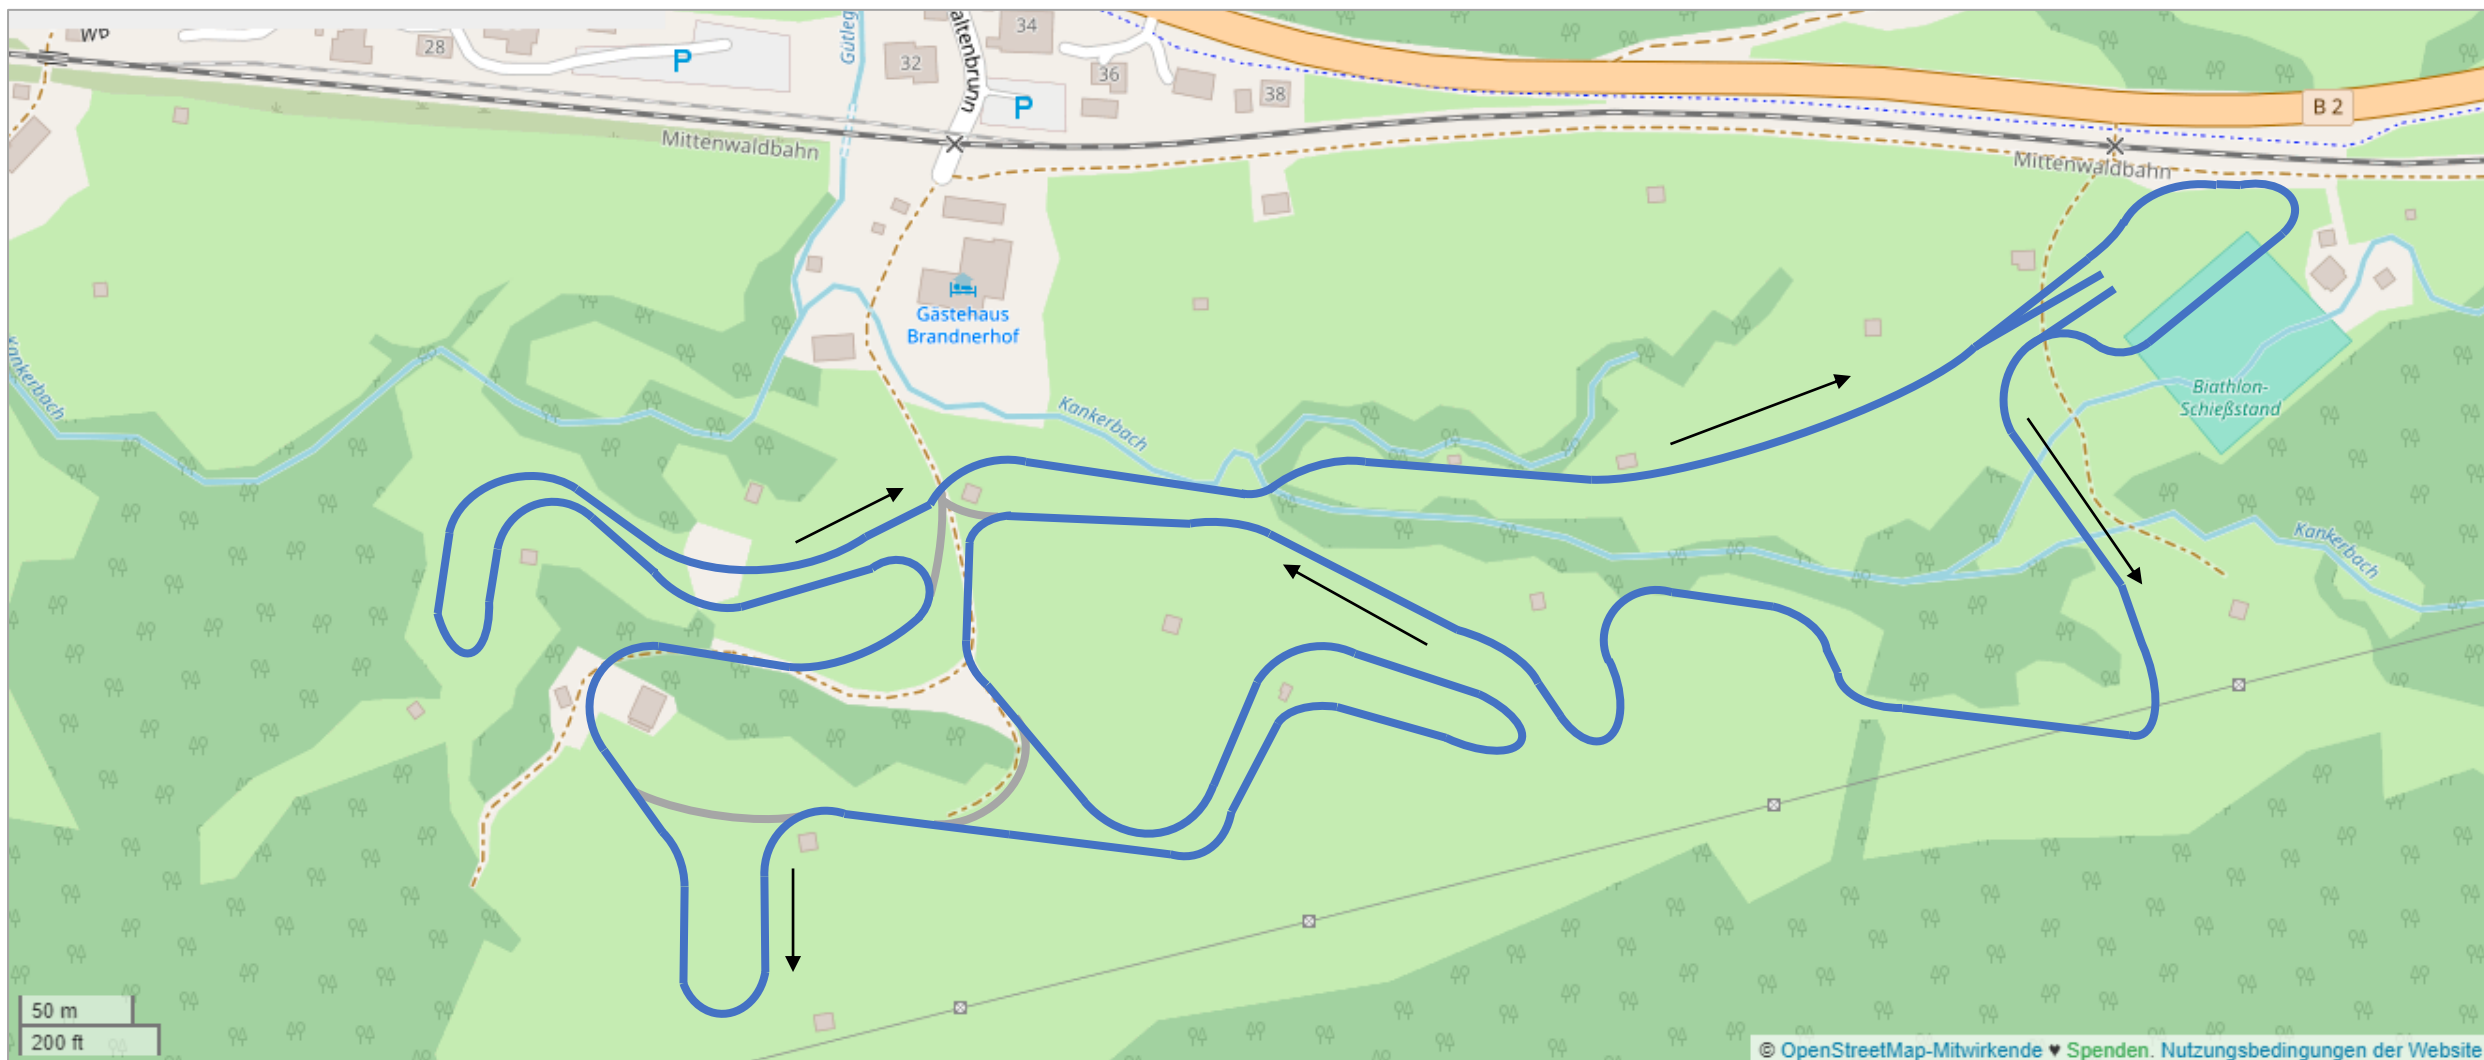 W6
28
P
Gütleg
32
altenbrunn
34
36
P
38
B 2
Mittenwaldbahn
Mittenwaldbahn
Gästehaus
Brandnerhof
Kankerbach
Kankerbach
Biathlon-
Schießstand
Kankerbach
50 m
200 ft
© OpenStreetMap-Mitwirkende ♥ Spenden. Nutzungsbedingungen der Website